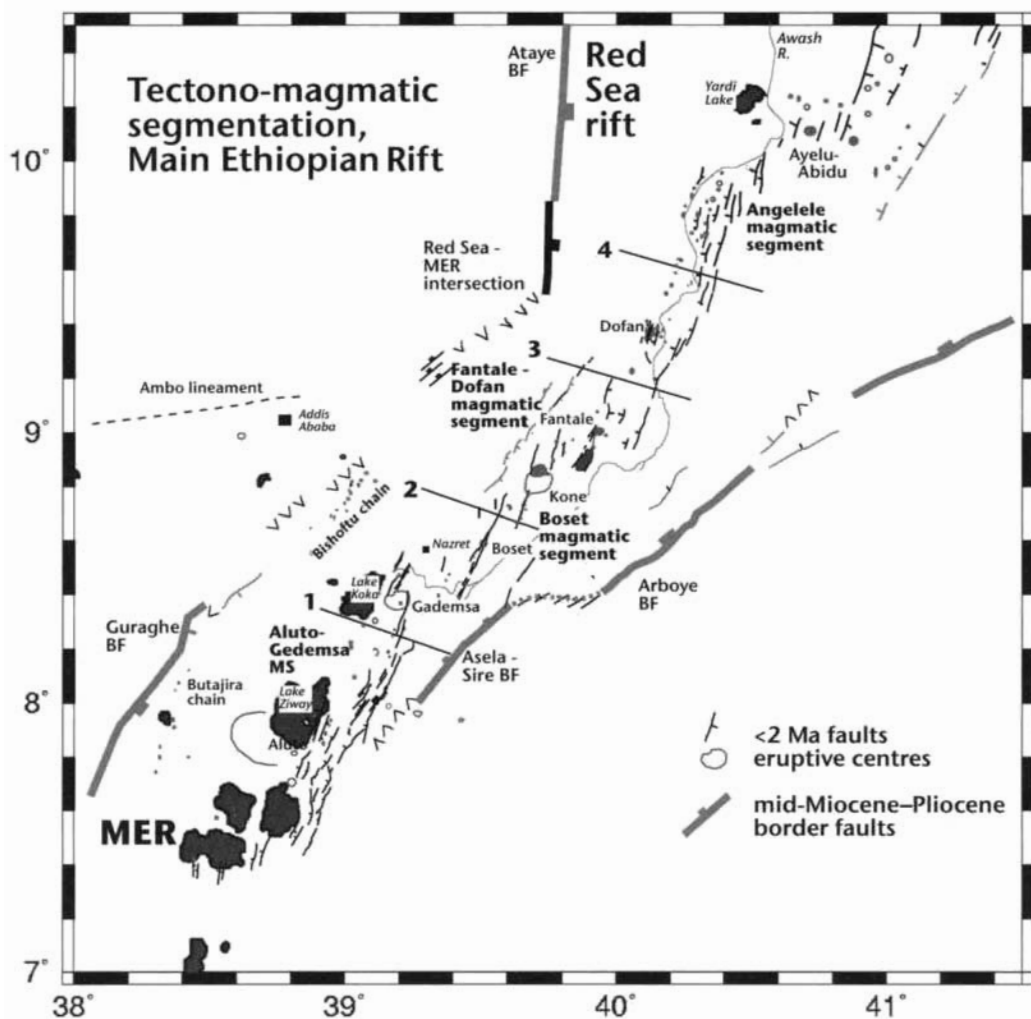 Tectono-magmatic
segmentation,
Main Ethiopian Rift
Ataye
BF
Red
Sea
rift
Awash
R.
Yardi
Lake
Ayelu-
Abidu
10°
Angelele
magmatic
segment
Red Sea -
MER
intersection
4
Dofan
3
Fantale -
Dofan
magmatic
segment
Ambo lineament
Addis
Ababa
Fantale
9°
2
Kone
Bishoftu chain
Boset
magmatic
segment
Nazret
Boset
Lake
Koka
Gademsa
Arboye
BF
1
Guraghe
BF
Aluto-
Gedemsa
MS
Asela -
Sire BF
8°
Butajira
chain
Lake
Ziway
Aluto
<2 Ma faults
eruptive centres
MER
mid-Miocene–Pliocene
border faults
7°
38°
39°
40°
41°